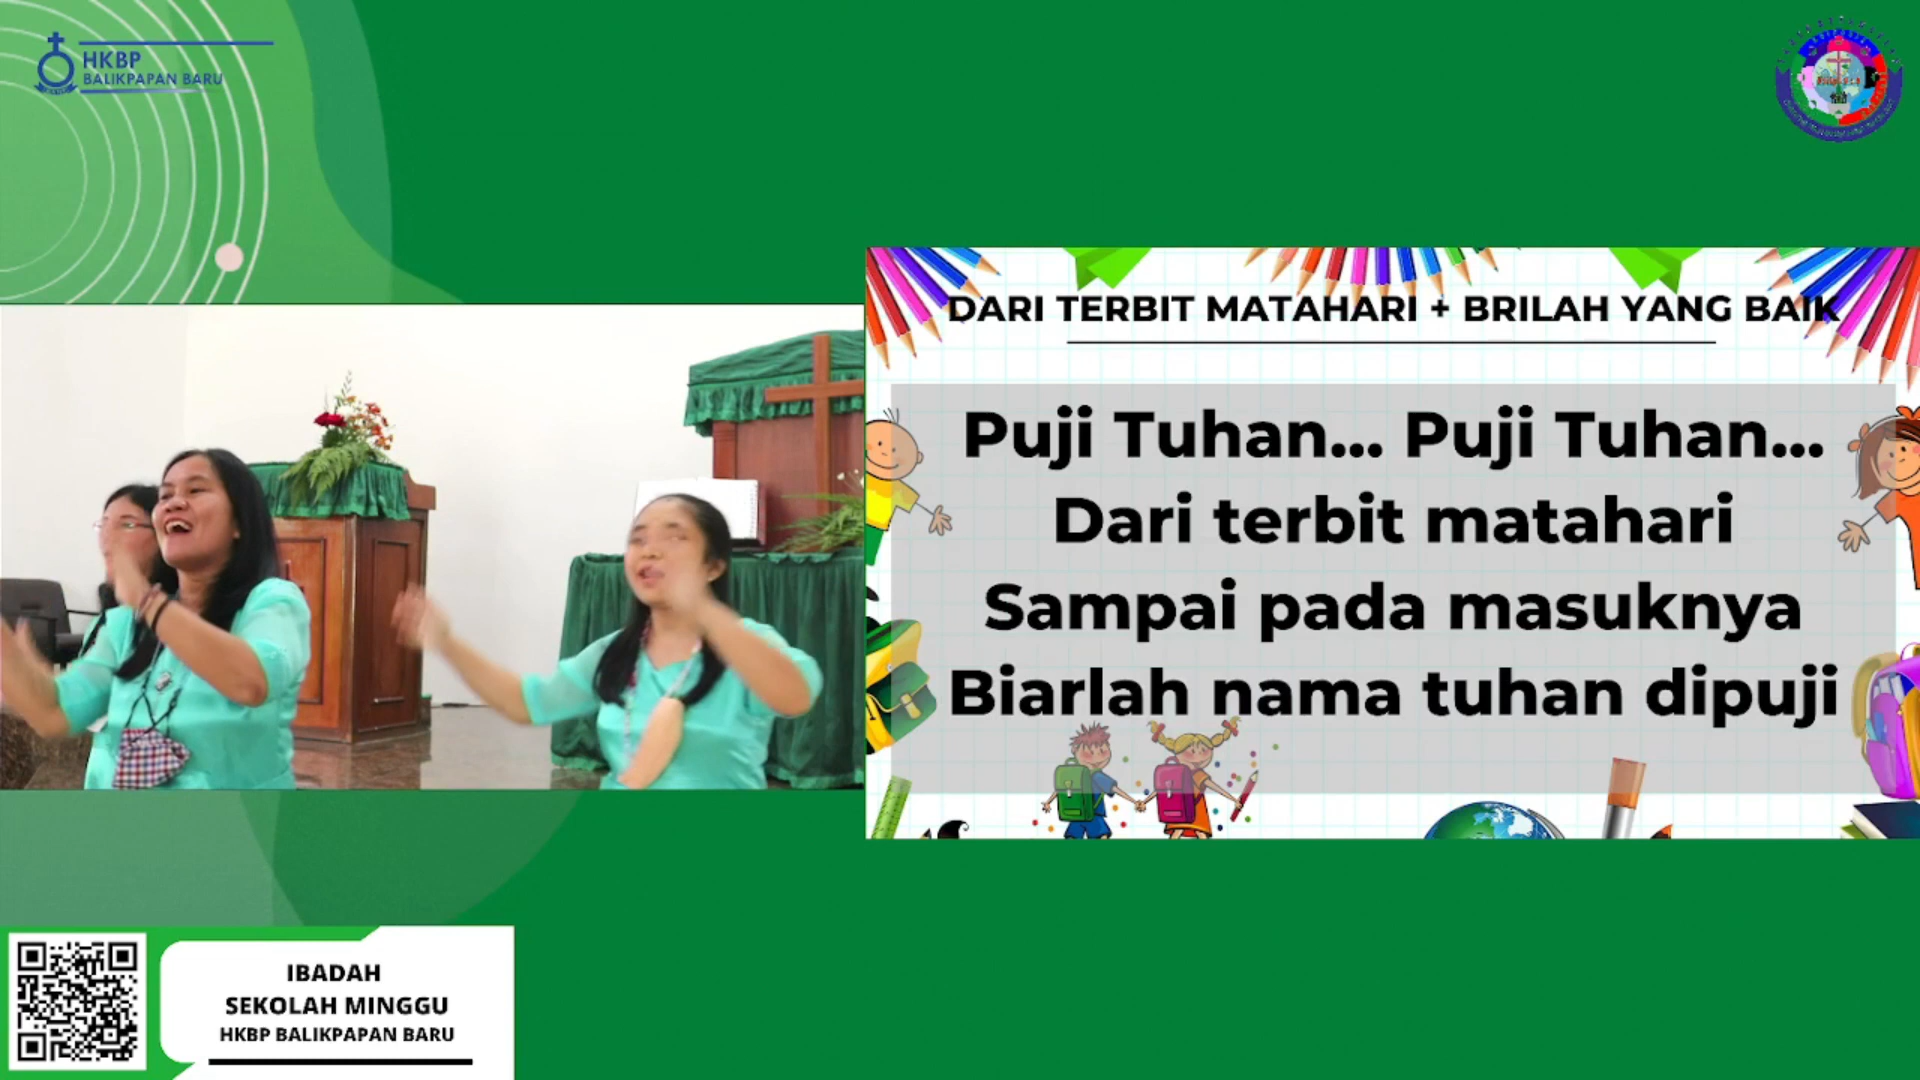 HKBP
BALIKPAPAN BARU
DARI TERBIT MATAHARI + BRILAH YANG BAIK
Puji Tuhan... Puji Tuhan...
Dari terbit matahari
Sampai pada masuknya
Biarlah nama tuhan dipuji
IBADAH
SEKOLAH MINGGU
HKBP BALIKPAPAN BARU